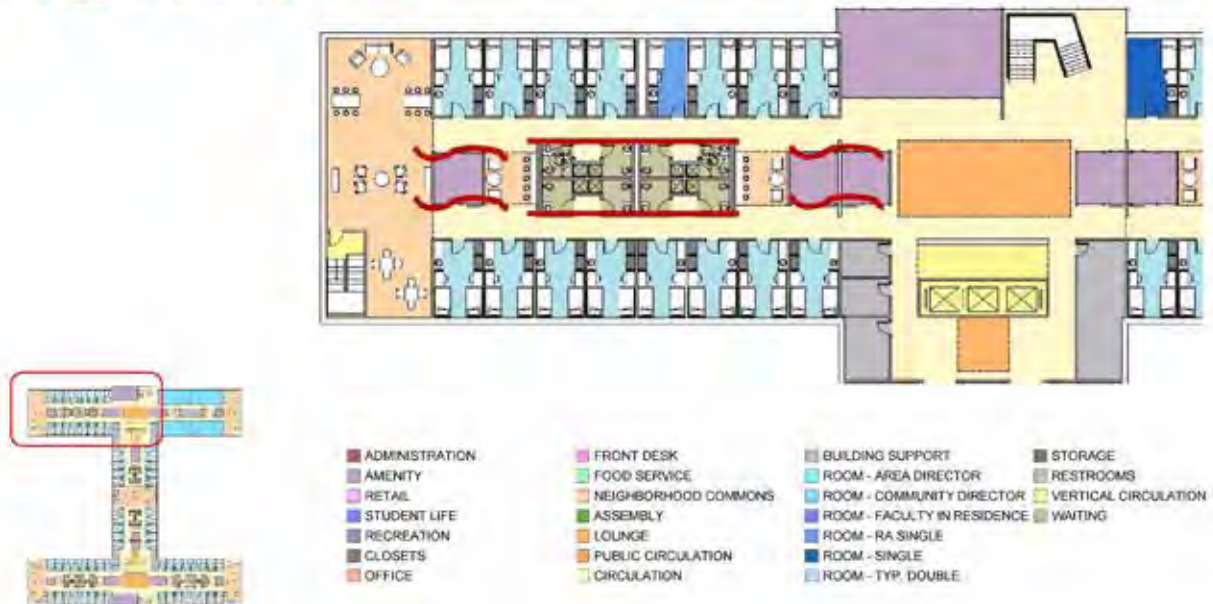 ADMINISTRATION
AMENITY
RETAIL
STUDENT LIFE
RECREATION
CLOSETS
OFFICE
FRONT DESK
FOOD SERVICE
NEIGHBORHOOD COMMONS
ASSEMBLY
LOUNGE
PUBLIC CIRCULATION
CIRCULATION
BUILDING SUPPORT
ROOM - AREA DIRECTOR
ROOM - COMMUNITY DIRECTOR
ROOM - FACULTY IN RESIDENCE
ROOM - RA SINGLE
ROOM - SINGLE
ROOM - TYP. DOUBLE
STORAGE
RESTROOMS
VERTICAL CIRCULATION
WAITING